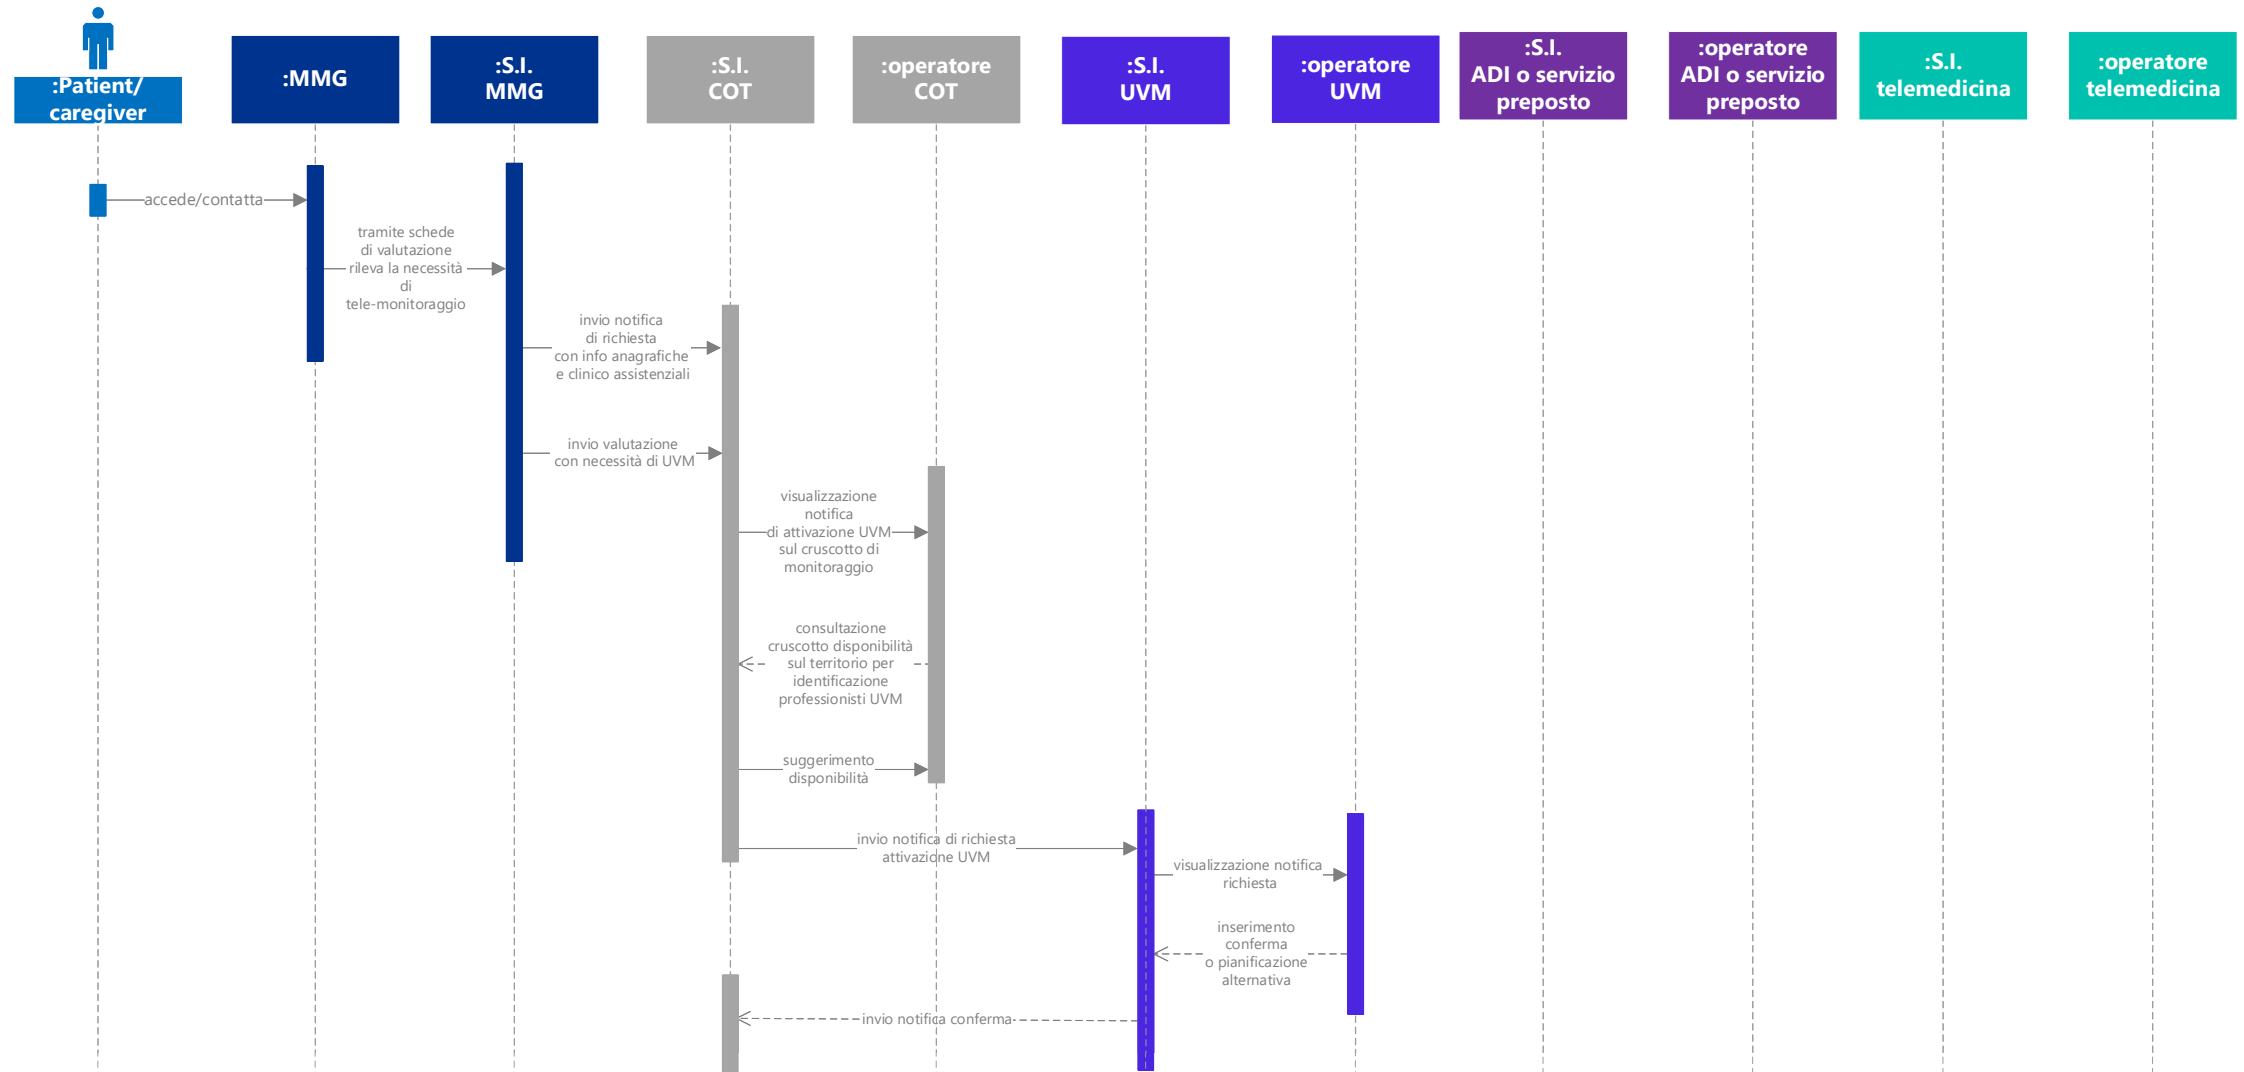 :Patient/
caregiver
:MMG
:S.I.
MMG
:S.I.
COT
:operatore
COT
:S.I.
UVM
:operatore
UVM
:S.I.
ADI o servizio
preposto
:operatore
ADI o servizio
preposto
:S.I.
telemedicina
:operatore
telemedicina
accede/contatta
tramite schede
di valutazione
rileva la necessità
di
tele-monitoraggio
invio notifica
di richiesta
con info anagrafiche
e clinico assistenziali
invio valutazione
con necessità di UVM
visualizzazione
notifica
di attivazione UVM
sul cruscotto di
monitoraggio
consultazione
cruscotto disponibilità
sul territorio per
identificazione
professionisti UVM
suggerimento
disponibilità
invio notifica di richiesta
attivazione UVM
visualizzazione notifica
richiesta
inserimento
conferma
o pianificazione
alternativa
invio notifica conferma